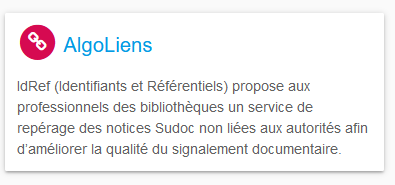 AlgoLiens
IdRef (Identifiants et Référentiels) propose aux
professionnels des bibliothèques un service de
repérage des notices Sudoc non liées aux autorités afin
d’améliorer la qualité du signalement documentaire.